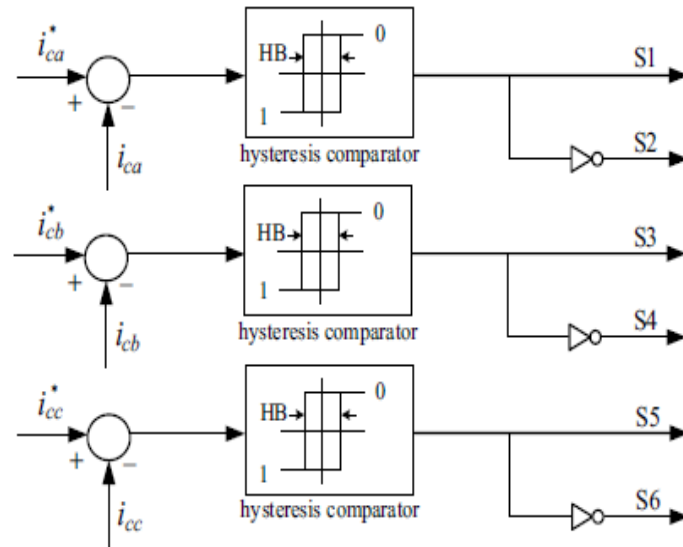 i*ca
+
−
ica
HB
0
1
hysteresis comparator
S1
S2
i*cb
+
−
icb
HB
0
1
hysteresis comparator
S3
S4
i*cc
+
−
icc
HB
0
1
hysteresis comparator
S5
S6